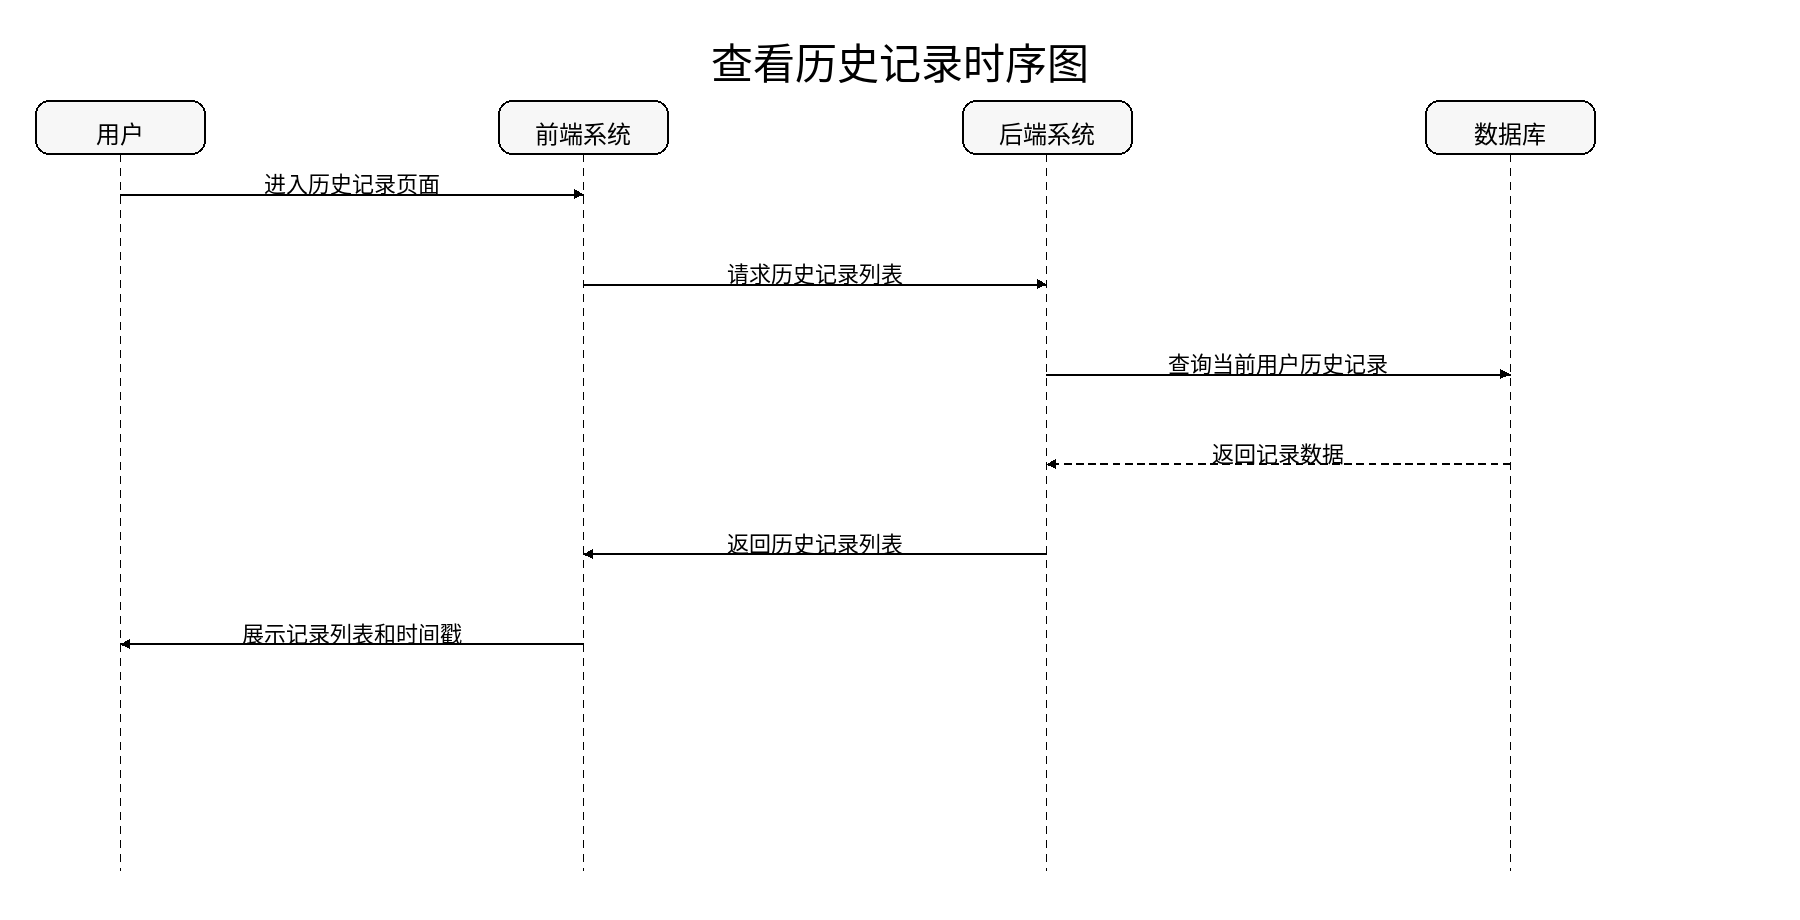 查看历史记录时序图
用户
前端系统
后端系统
数据库
进入历史记录页面
请求历史记录列表
查询当前用户历史记录
返回记录数据
返回历史记录列表
展示记录列表和时间戳